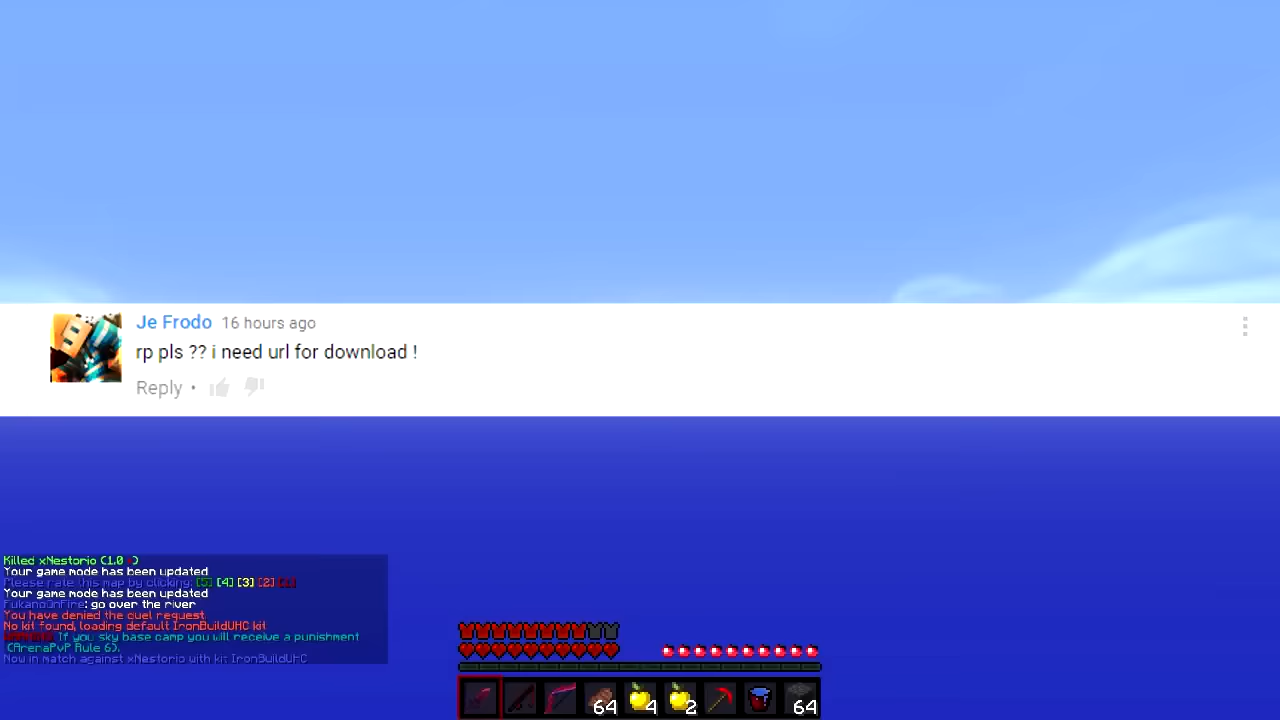 Je Frodo 16 hours ago
rp pls ?? i need url for download !
Reply •
Killed xNestorio (1.0 )
Your game mode has been updated
Please rate this map by clicking: [5] [4] [3] [2] [1]
Your game mode has been updated
FukanoOnFire: go over the river
You have denied the duel request.
No kit found, loading default IronBuildUHC kit
If you sky base camp you will receive a punishment
(ArenaPvP Rule 6).
Now in match against xNestorio with kit IronBuildUHC
64 4 2 64